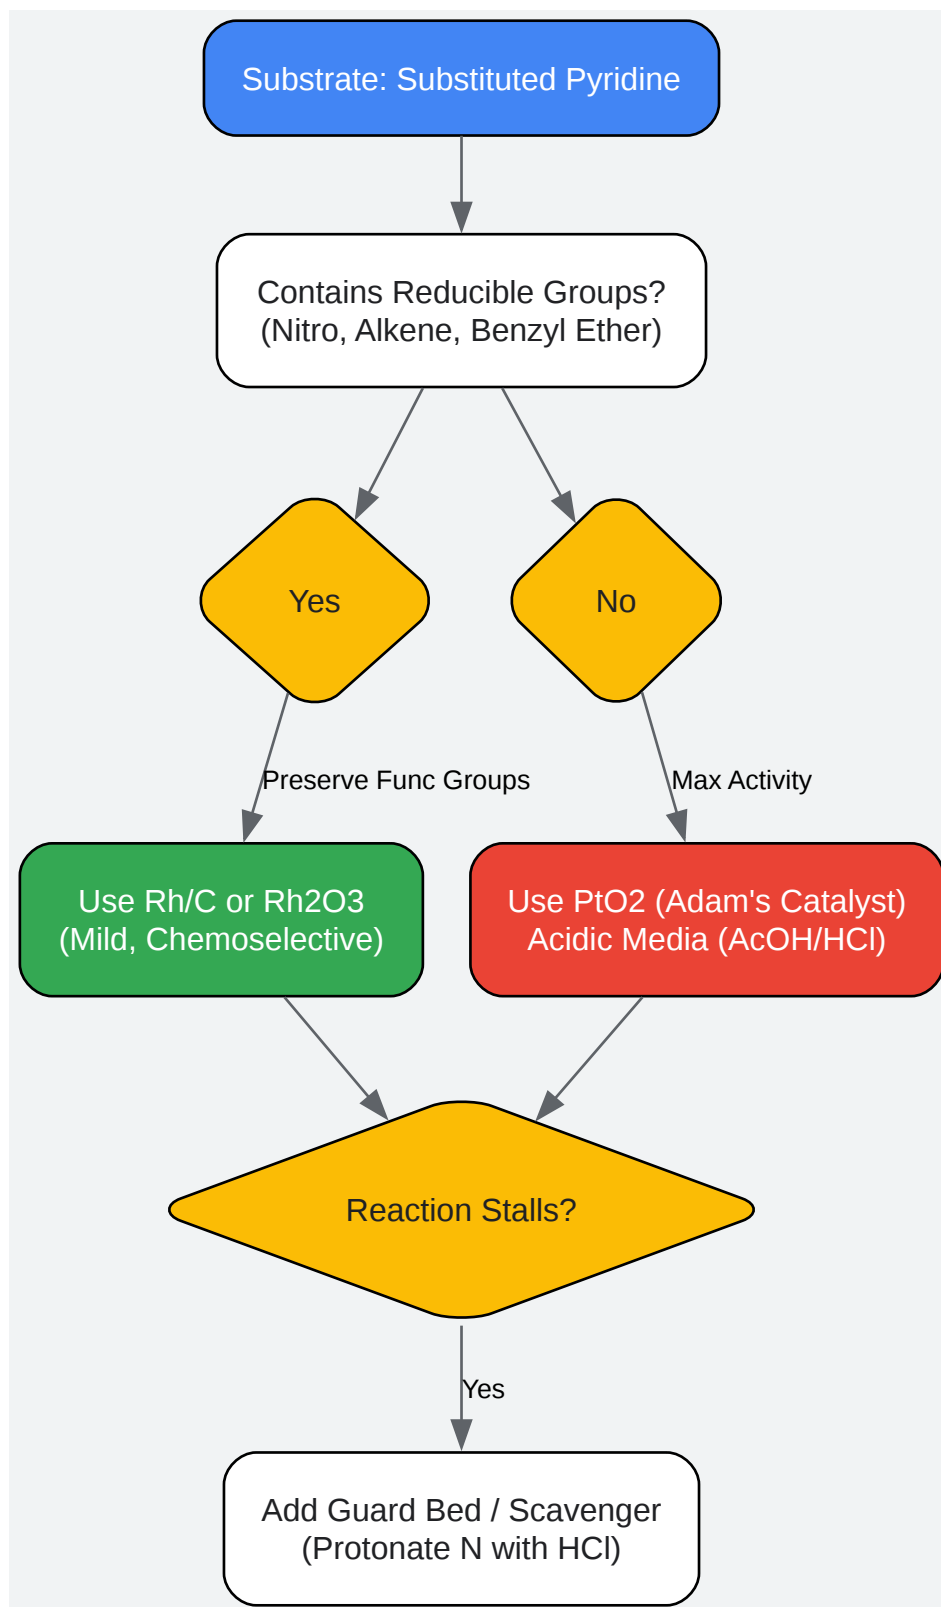 Substrate: Substituted Pyridine
Contains Reducible Groups?
(Nitro, Alkene, Benzyl Ether)
Yes
No
Preserve Func Groups
Max Activity
Use Rh/C or Rh2O3
(Mild, Chemoselective)
Use PtO2 (Adam's Catalyst)
Acidic Media (AcOH/HCl)
Reaction Stalls?
Yes
Add Guard Bed / Scavenger
(Protonate N with HCl)